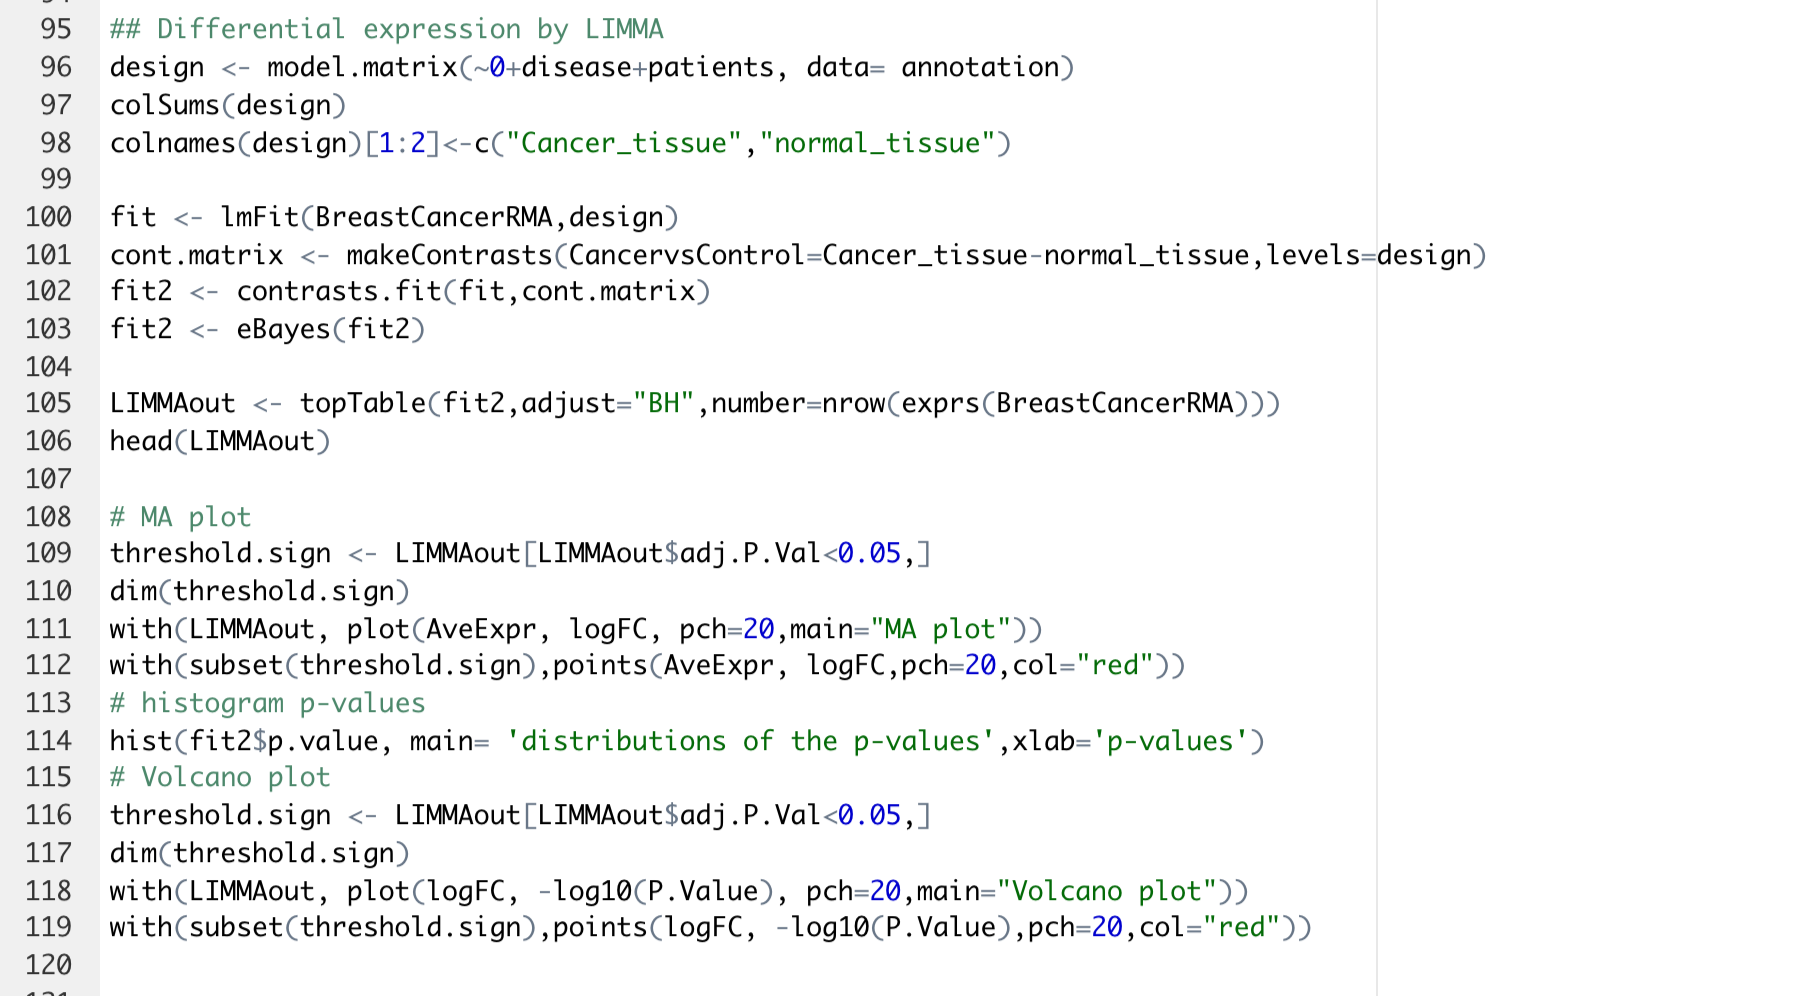 95 ## Differential expression by LIMMA
96 design <- model.matrix(~0+disease+patients, data= annotation)
97 colSums(design)
98 colnames(design)[1:2]<-c("Cancer_tissue","normal_tissue")
99
100 fit <- lmFit(BreastCancerRMA,design)
101 cont.matrix <- makeContrasts(CancervsControl=Cancer_tissue-normal_tissue,levels=design)
102 fit2 <- contrasts.fit(fit,cont.matrix)
103 fit2 <- eBayes(fit2)
104
105 LIMMAout <- topTable(fit2,adjust="BH",number=nrow(exprs(BreastCancerRMA)))
106 head(LIMMAout)
107
108 # MA plot
109 threshold.sign <- LIMMAout[LIMMAout$adj.P.Val<0.05,]
110 dim(threshold.sign)
111 with(LIMMAout, plot(AveExpr, logFC, pch=20,main="MA plot"))
112 with(subset(threshold.sign),points(AveExpr, logFC,pch=20,col="red"))
113 # histogram p-values
114 hist(fit2$p.value, main= 'distributions of the p-values',xlab='p-values')
115 # Volcano plot
116 threshold.sign <- LIMMAout[LIMMAout$adj.P.Val<0.05,]
117 dim(threshold.sign)
118 with(LIMMAout, plot(logFC, -log10(P.Value), pch=20,main="Volcano plot"))
119 with(subset(threshold.sign),points(logFC, -log10(P.Value),pch=20,col="red"))
120